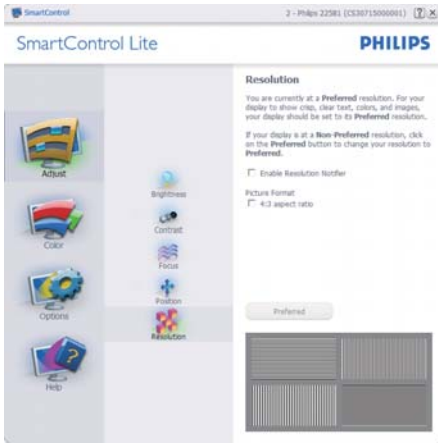 SmartControl
2 - Philips 225B1 (CS30715000001)
SmartControl Lite
PHILIPS
Adjust
Color
Options
Help
Brightness
Contrast
Focus
Position
Resolution
Resolution
You are currently at a Preferred resolution. For your
display to show crisp, clear text, colors, and images,
your display should be set to its Preferred resolution.
If your display is at a Non-Preferred resolution, click
on the Preferred button to change your resolution to
Preferred.
Enable Resolution Notifier
Picture Format
4:3 aspect ratio
Preferred